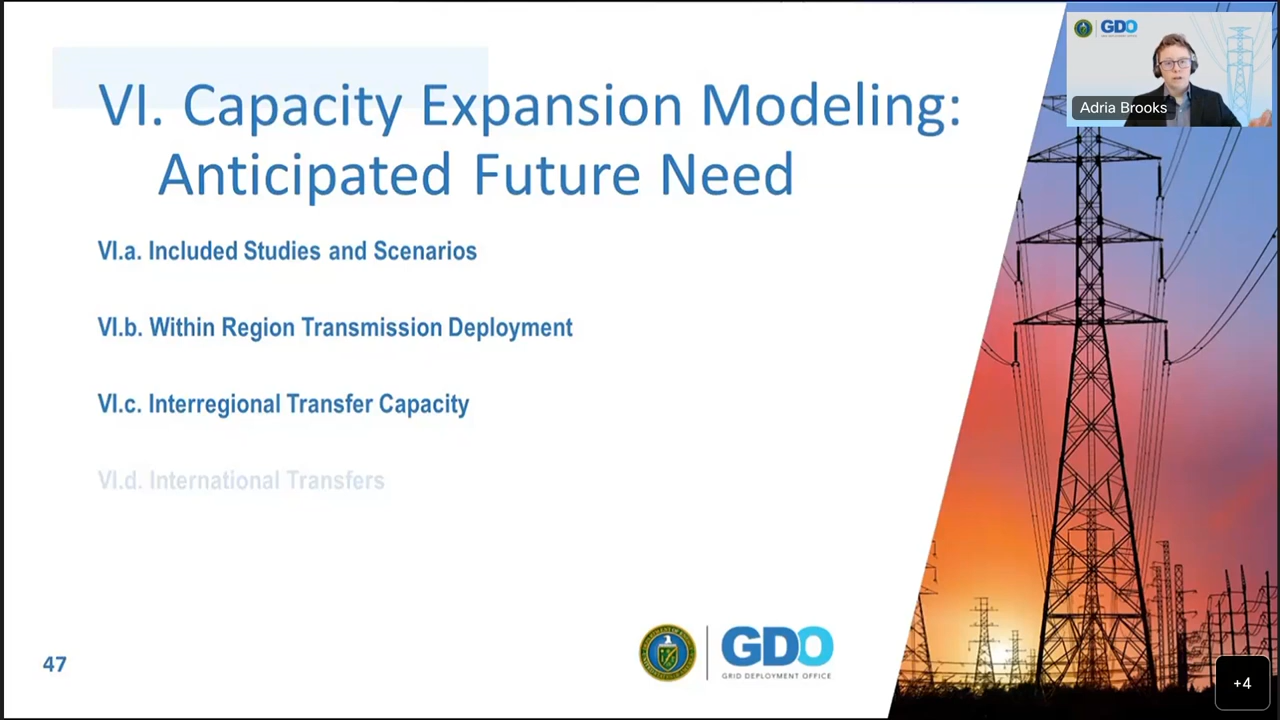 VI. Capacity Expansion Modeling:
Anticipated Future Need
VI.a. Included Studies and Scenarios
VI.b. Within Region Transmission Deployment
VI.c. Interregional Transfer Capacity
VI.d. International Transfers
47
GDO
GRID DEPLOYMENT OFFICE
GDO
Adria Brooks
+4